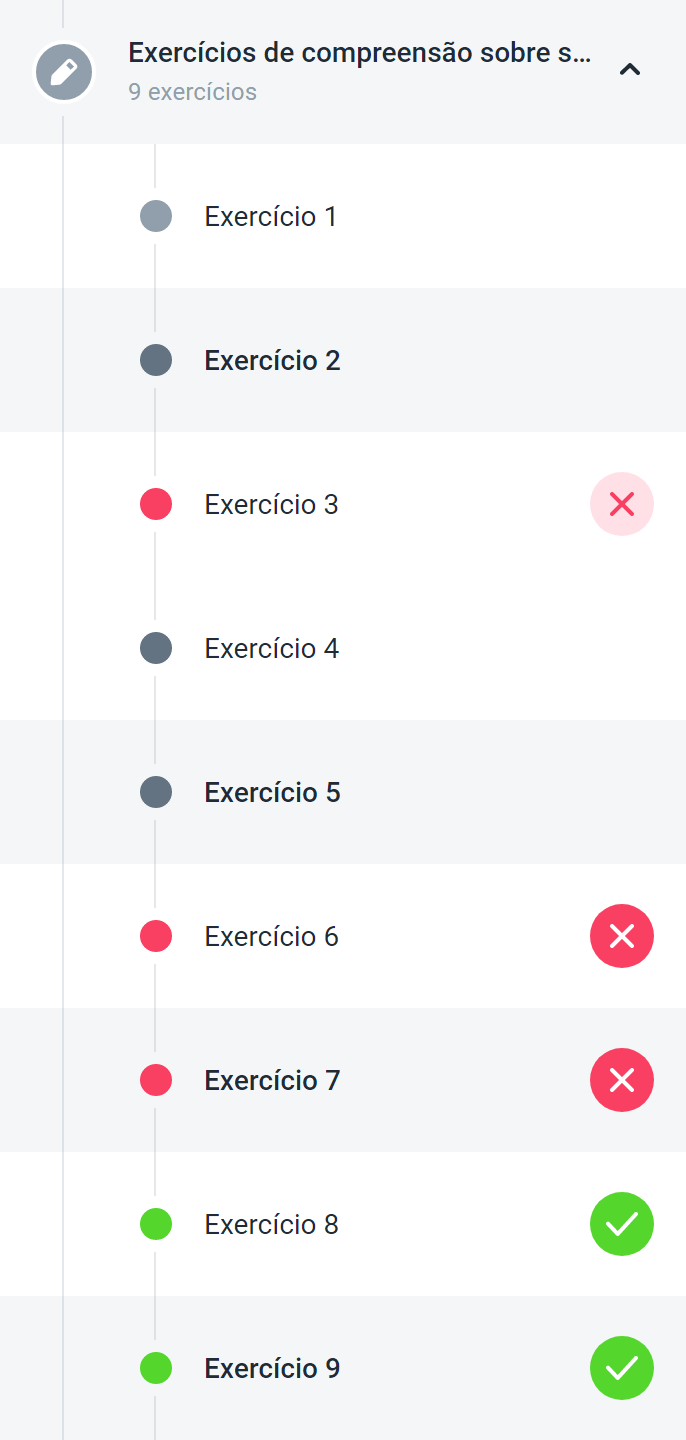 Exercícios de compreensão sobre s...
9 exercícios
Exercício 1
Exercício 2
Exercício 3
Exercício 4
Exercício 5
Exercício 6
Exercício 7
Exercício 8
Exercício 9